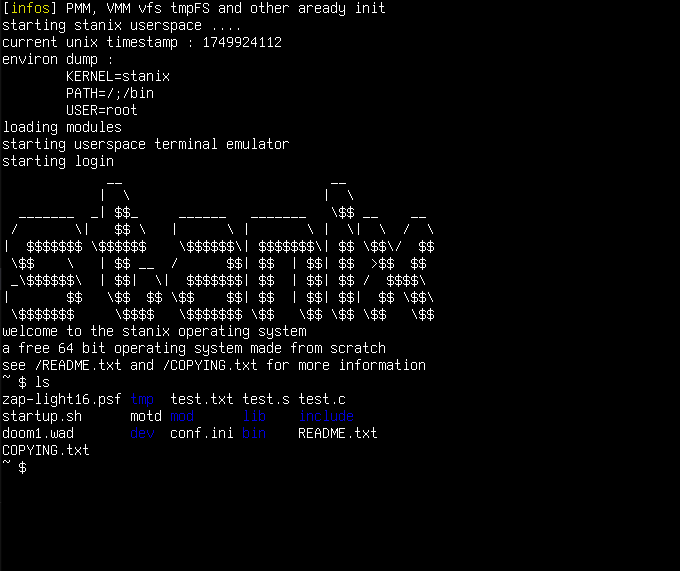 [infos] PMM, VMM vfs tmpFS and other aready init
starting stanix userspace ....
current unix timestamp : 1749924112
environ dump :
        KERNEL=stanix
        PATH=/;/bin
        USER=root
loading modules
starting userspace terminal emulator
starting login
             __                          __
            |  \                        |  \
  _______  _| $$_     ______   _______   \$$ __    __
 /       \|   $$ \   |      \ |       \ |  \|  \  /  \
|  $$$$$$$ \$$$$$$    \$$$$$$\| $$$$$$$\| $$ \$$\/  $$
 \$$    \   | $$ __  /      $$| $$  | $$| $$  >$$  $$
 _\$$$$$$\  | $$|  \|  $$$$$$$| $$  | $$| $$ /  $$$$\
|       $$   \$$  $$ \$$    $$| $$  | $$| $$|  $$ \$$\
 \$$$$$$$     \$$$$   \$$$$$$$ \$$   \$$ \$$ \$$   \$$
welcome to the stanix operating system
a free 64 bit operating system made from scratch
see /README.txt and /COPYING.txt for more information
~ $ ls
zap-light16.psf tmp  test.txt test.s test.c
startup.sh      motd mod      lib    include
doom1.wad       dev  conf.ini bin    README.txt
COPYING.txt
~ $